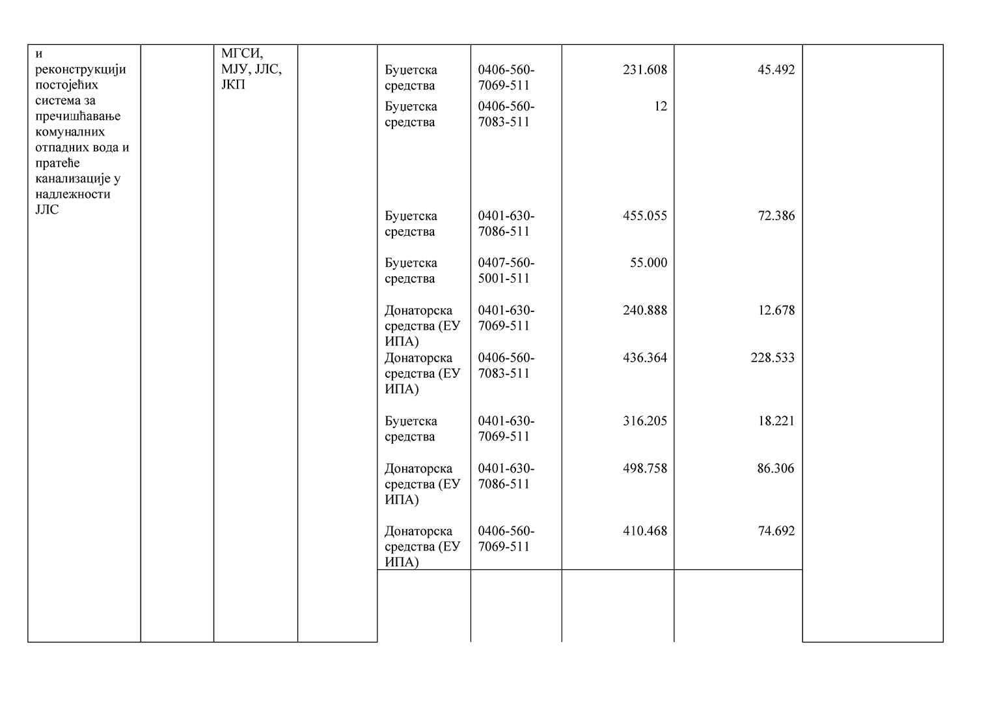 и
реконструкцији
постојећих
система за
пречишћавање
комуналних
отпадних вода и
пратеће
канализације у
надлежности
ЈЛС
МГСИ,
МЈУ, ЈЛС,
ЈКП
Буџетска
средства
0406-560-
7069-511
231.608
45.492
Буџетска
средства
0406-560-
7083-511
12
Буџетска
средства
0401-630-
7086-511
455.055
72.386
Буџетска
средства
0407-560-
5001-511
55.000
Донаторска
средства (ЕУ
ИПА)
0401-630-
7069-511
240.888
12.678
Донаторска
средства (ЕУ
ИПА)
0406-560-
7083-511
436.364
228.533
Буџетска
средства
0401-630-
7069-511
316.205
18.221
Донаторска
средства (ЕУ
ИПА)
0401-630-
7086-511
498.758
86.306
Донаторска
средства (ЕУ
ИПА)
0406-560-
7069-511
410.468
74.692